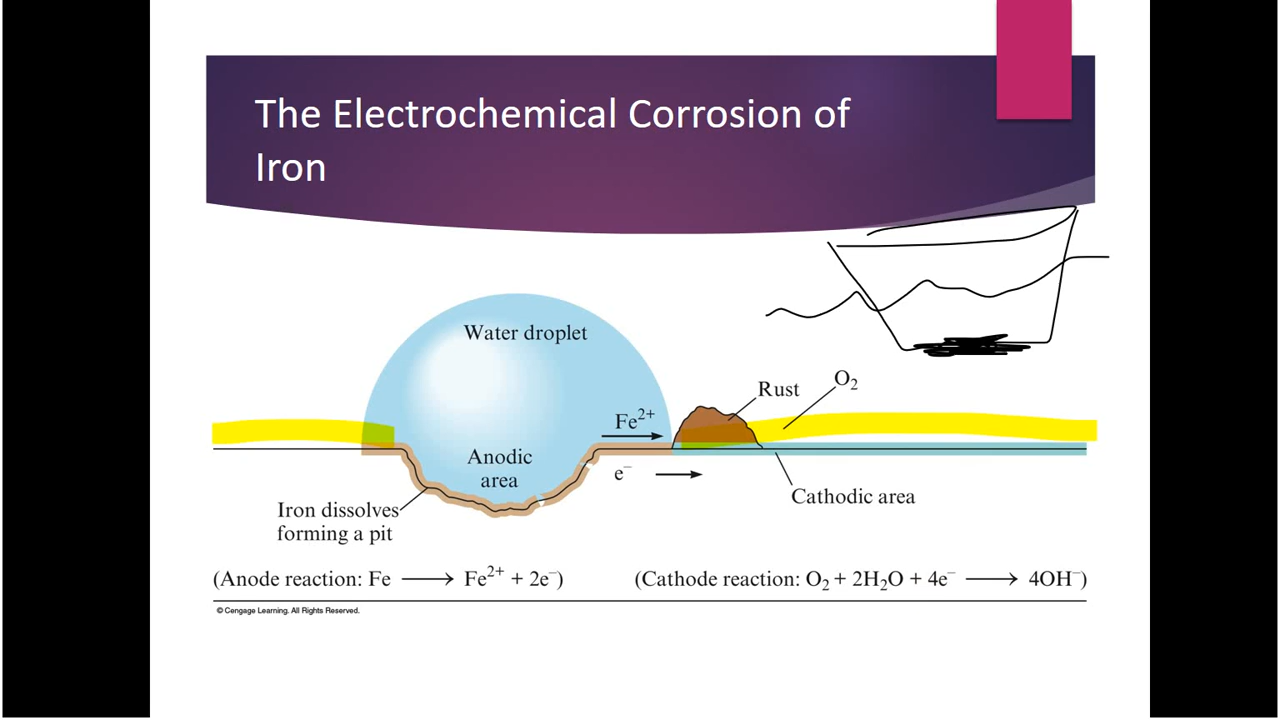 The Electrochemical Corrosion of
Iron
Water droplet
O₂
Rust
Fe²⁺
Anodic
area
e⁻
Cathodic area
Iron dissolves
forming a pit
(Anode reaction: Fe ⟶ Fe²⁺ + 2e⁻)
(Cathode reaction: O₂ + 2H₂O + 4e⁻ ⟶ 4OH⁻)
© Cengage Learning. All Rights Reserved.